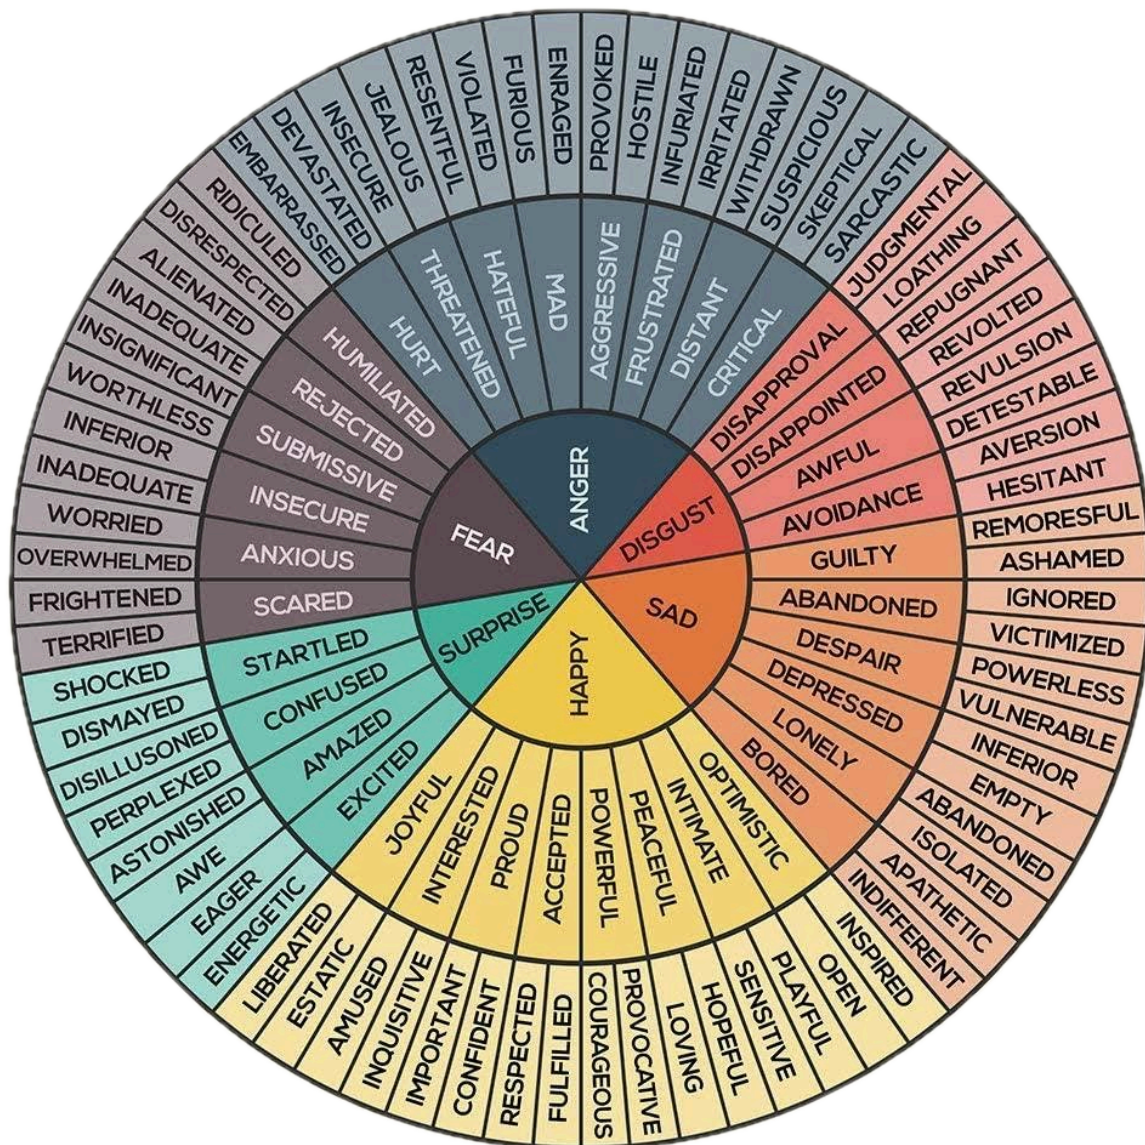 ANGER
DISGUST
SAD
HAPPY
SURPRISE
FEAR
HURT
THREATENED
HATEFUL
MAD
AGGRESSIVE
FRUSTRATED
DISTANT
CRITICAL
DISAPPROVAL
DISAPPOINTED
AWFUL
AVOIDANCE
GUILTY
ABANDONED
DESPAIR
DEPRESSED
LONELY
BORED
OPTIMISTIC
INTIMATE
PEACEFUL
POWERFUL
ACCEPTED
PROUD
INTERESTED
JOYFUL
EXCITED
AMAZED
CONFUSED
STARTLED
SCARED
ANXIOUS
INSECURE
SUBMISSIVE
REJECTED
HUMILIATED
EMBARRASSED
DEVASTATED
INSECURE
JEALOUS
RESENTFUL
VIOLATED
FURIOUS
ENRAGED
PROVOKED
HOSTILE
INFURIATED
IRRITATED
WITHDRAWN
SUSPICIOUS
SKEPTICAL
SARCASTIC
JUDGMENTAL
LOATHING
REPUGNANT
REVOLTED
REVULSION
DETESTABLE
AVERSION
HESITANT
REMORESFUL
ASHAMED
IGNORED
VICTIMIZED
POWERLESS
VULNERABLE
INFERIOR
EMPTY
ABANDONED
ISOLATED
APATHETIC
INDIFFERENT
INSPIRED
OPEN
PLAYFUL
SENSITIVE
HOPEFUL
LOVING
PROVOCATIVE
COURAGEOUS
FULFILLED
RESPECTED
CONFIDENT
IMPORTANT
INQUISITIVE
AMUSED
ESTATIC
LIBERATED
ENERGETIC
EAGER
AWE
ASTONISHED
PERPLEXED
DISILLUSONED
DISMAYED
SHOCKED
TERRIFIED
FRIGHTENED
OVERWHELMED
WORRIED
INADEQUATE
INFERIOR
WORTHLESS
INSIGNIFICANT
INADEQUATE
ALIENATED
DISRESPECTED
RIDICULED